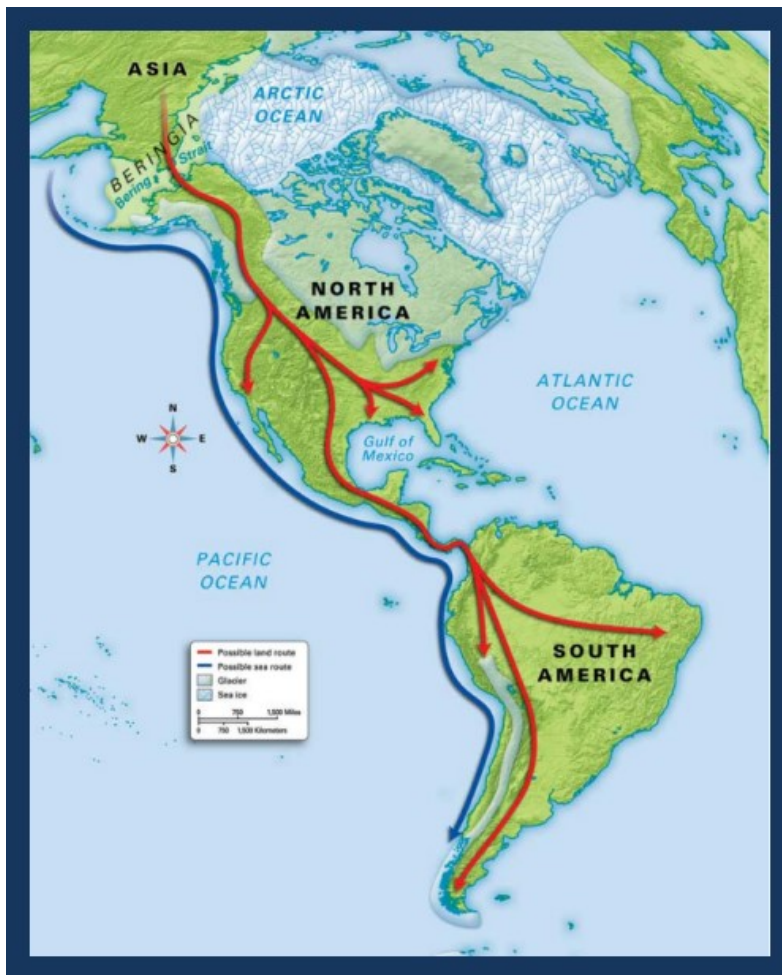 ASIA
ARCTIC
OCEAN
BERINGIA
Bering Strait
NORTH
AMERICA
ATLANTIC
OCEAN
N
W E
S
Gulf of
Mexico
PACIFIC
OCEAN
SOUTH
AMERICA
Possible land route
Possible sea route
Glacier
Sea ice
0 750 1,500 Miles
0 750 1,500 Kilometers